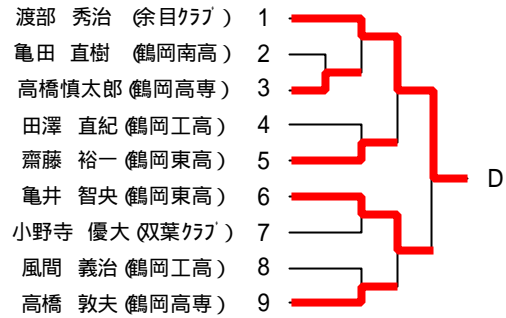 渡部 秀治 (余目ｸﾗﾌﾞ) 1
亀田 直樹 (鶴岡南高) 2
高橋慎太郎 (鶴岡高専) 3
田澤 直紀 (鶴岡工高) 4
齋藤 裕一 (鶴岡東高) 5
亀井 智央 (鶴岡東高) 6
小野寺 優大 (双葉ｸﾗﾌﾞ) 7
風間 義治 (鶴岡工高) 8
高橋 敦夫 (鶴岡高専) 9
D